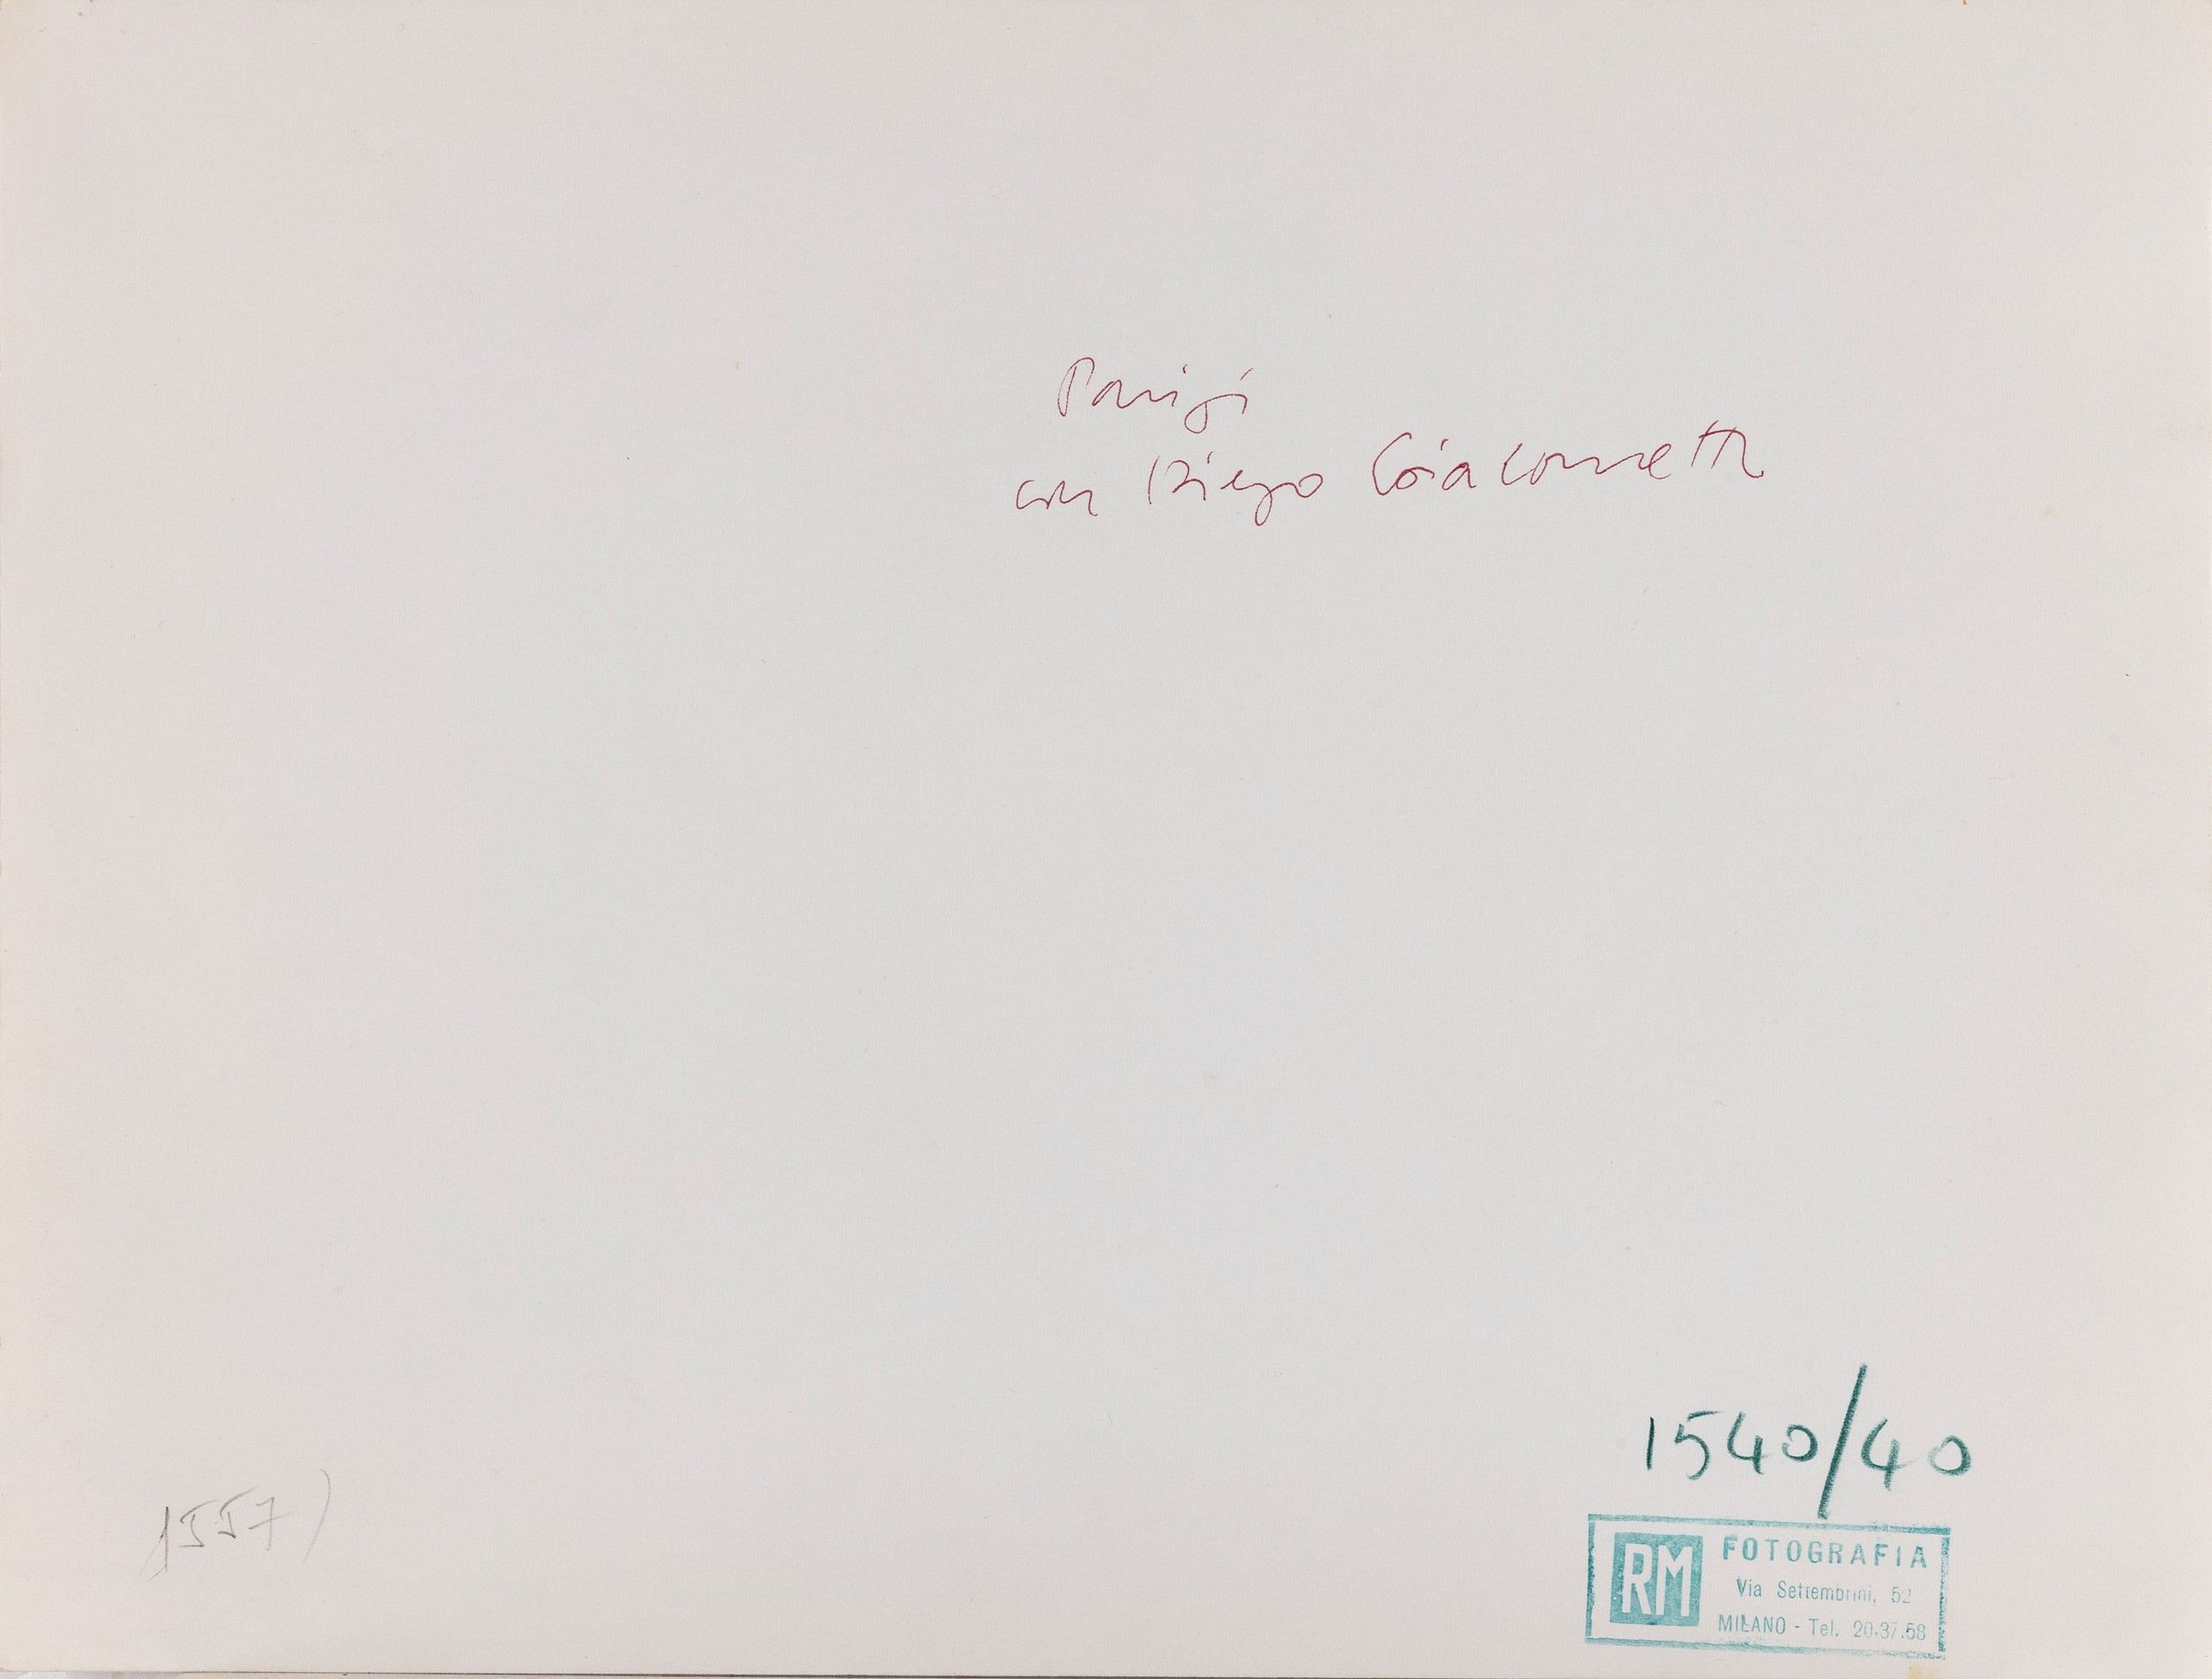 Parigi
con Diego Giacometti
1540/40
1557)
RM
FOTOGRAFIA
Via Settembrini, 52
MILANO - Tel. 20.37.58